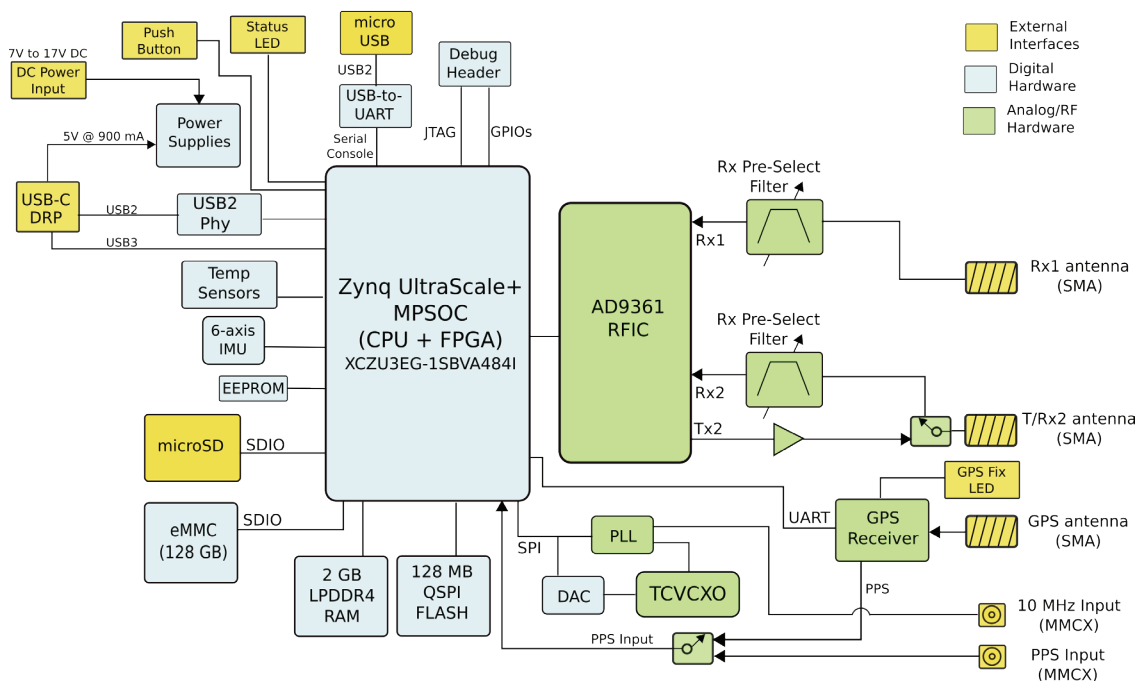 Push
Button
Status
LED
micro
USB
USB2
USB-to-
UART
Serial
Console
Debug
Header
JTAG
GPIOs
External
Interfaces
Digital
Hardware
Analog/RF
Hardware
7V to 17V DC
DC Power
Input
Power
Supplies
5V @ 900 mA
USB-C
DRP
USB2
USB2
Phy
USB3
Temp
Sensors
6-axis
IMU
EEPROM
microSD
SDIO
eMMC
(128 GB)
SDIO
Zynq UltraScale+
MPSOC
(CPU + FPGA)
XCZU3EG-1SBVA484I
2 GB
LPDDR4
RAM
128 MB
QSPI
FLASH
AD9361
RFIC
Rx Pre-Select
Filter
Rx1
Rx1 antenna
(SMA)
Rx Pre-Select
Filter
Rx2
Tx2
T/Rx2 antenna
(SMA)
GPS Fix
LED
UART
GPS
Receiver
GPS antenna
(SMA)
SPI
PLL
DAC
TCVCXO
PPS
10 MHz Input
(MMCX)
PPS Input
PPS Input
(MMCX)